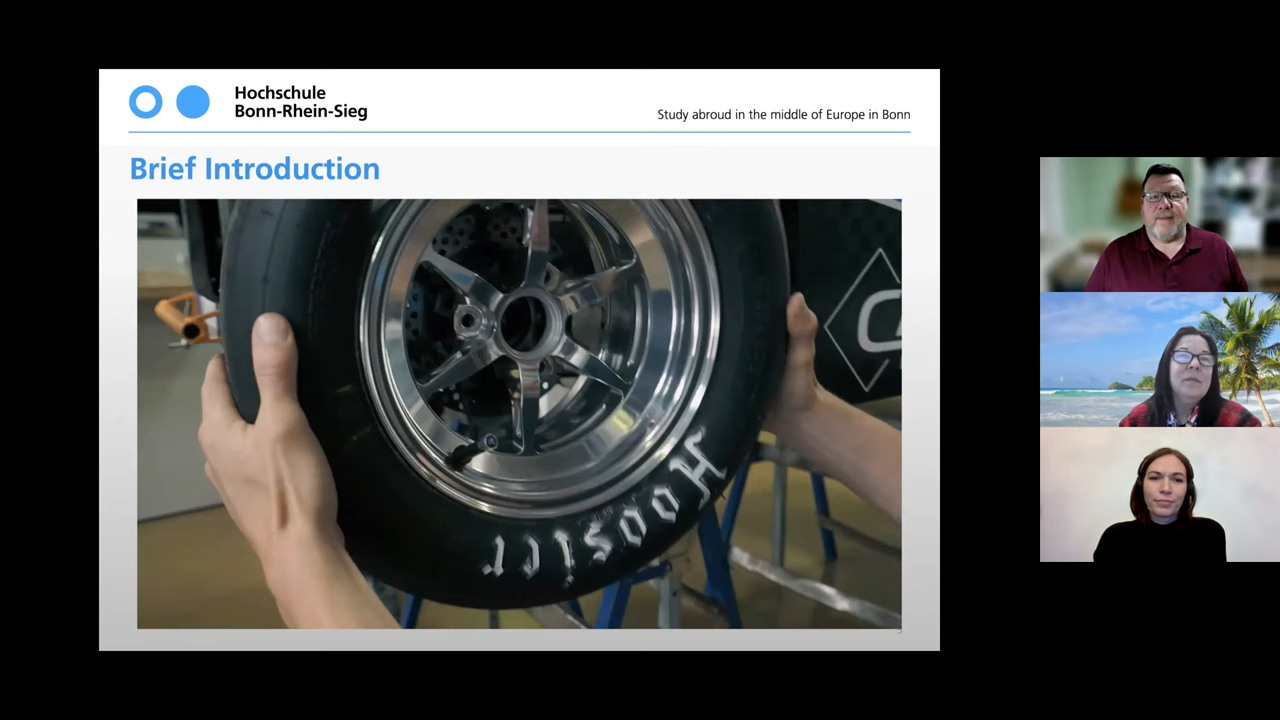 Hochschule
Bonn-Rhein-Sieg
Study abroad in the middle of Europe in Bonn
Brief Introduction
Hoosier